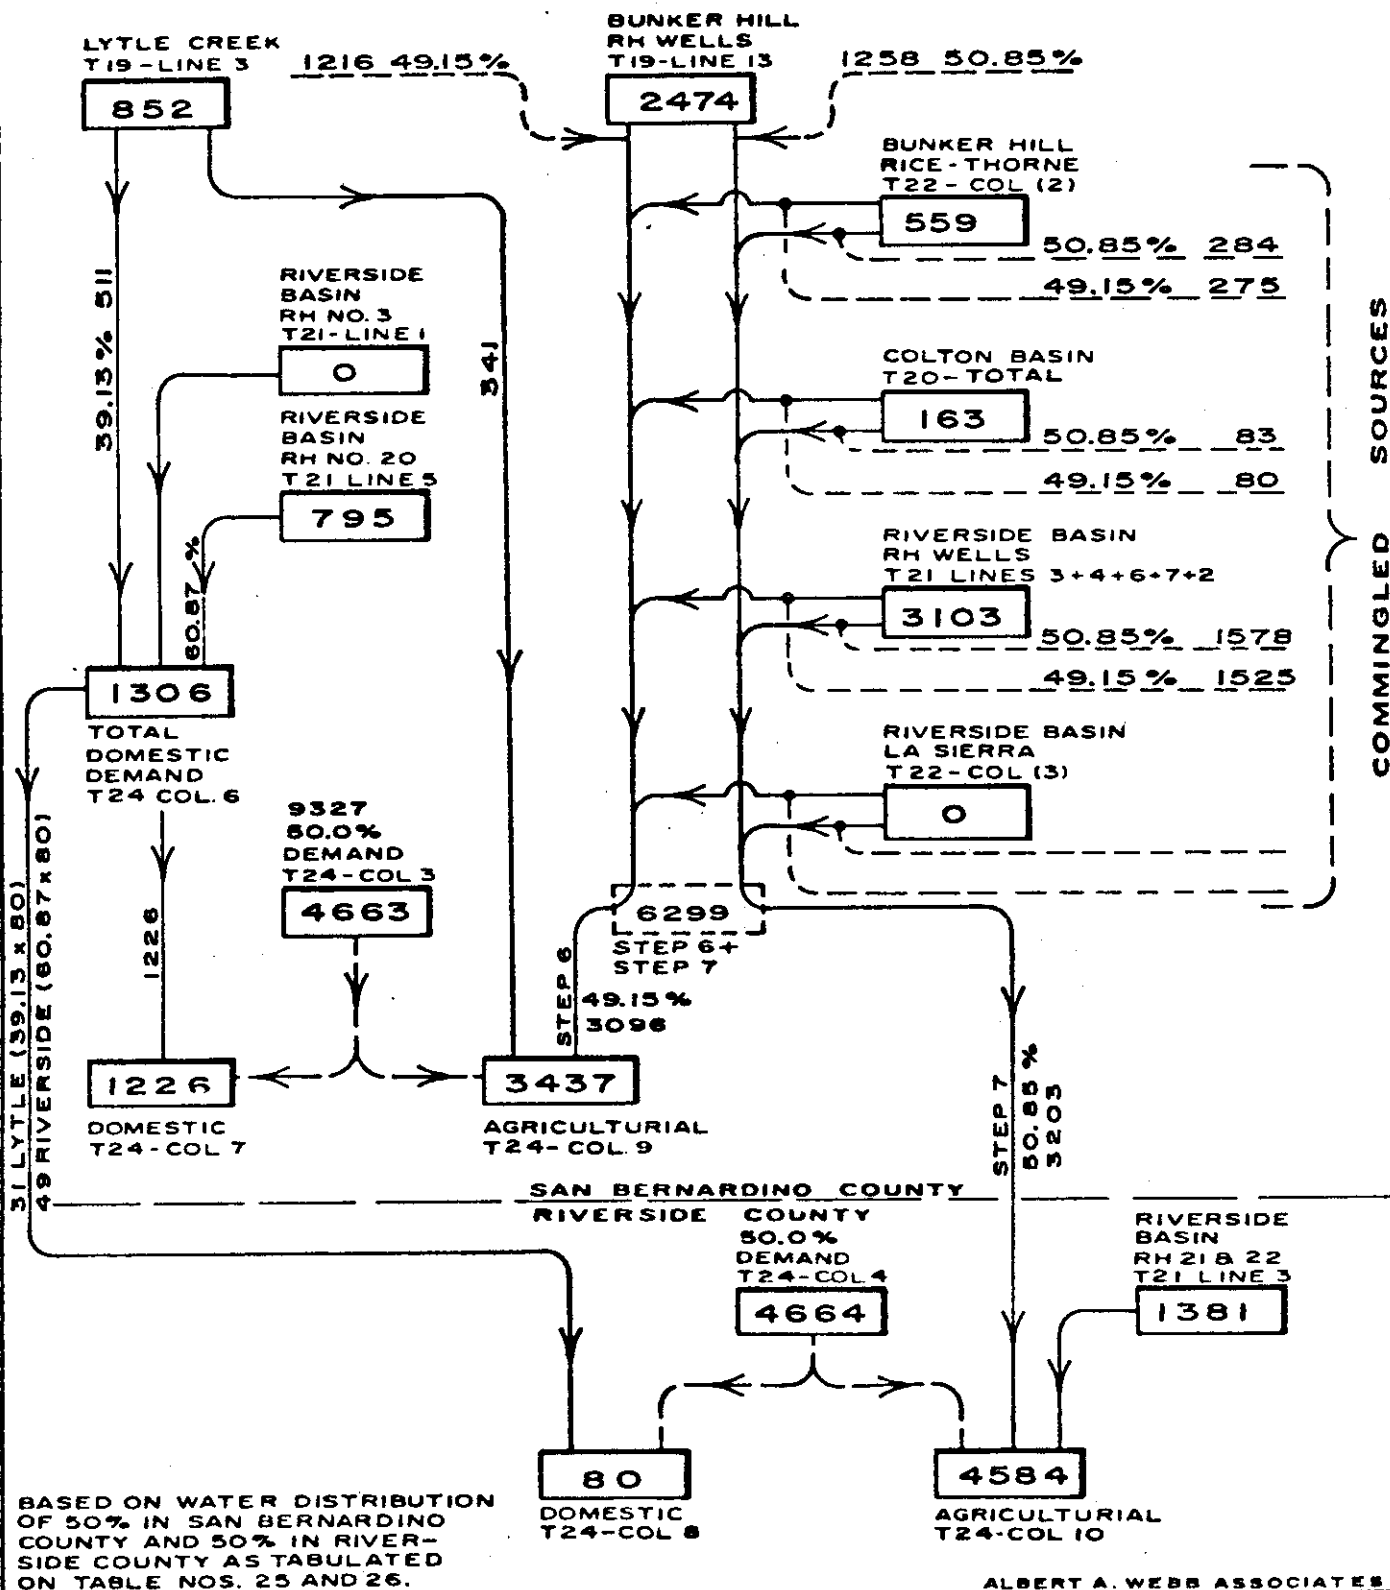 LYTLE CREEK
T19-LINE 3
852
1216 49.15%
BUNKER HILL
RH WELLS
T19-LINE 13
2474
1258 50.85%
BUNKER HILL
RICE-THORNE
T22-COL (2)
559
50.85% 284
49.15% 275
39.13% 511
RIVERSIDE
BASIN
RH NO. 3
T21-LINE 1
0
341
COLTON BASIN
T20-TOTAL
163
50.85% 83
49.15% 80
COMMINGLED SOURCES
RIVERSIDE
BASIN
RH NO. 20
T21 LINE 5
795
60.87 %
RIVERSIDE BASIN
RH WELLS
T21 LINES 3+4+6+7+2
3103
50.85% 1578
49.15% 1525
1306
TOTAL
DOMESTIC
DEMAND
T24 COL. 6
RIVERSIDE BASIN
LA SIERRA
T22-COL (3)
0
9327
50.0%
DEMAND
T24-COL 3
4663
6299
STEP 6+
STEP 7
1226
STEP 6
49.15%
3096
31 LYTLE (39.13 x 80)
49 RIVERSIDE (60.87x80)
1226
DOMESTIC
T24-COL 7
3437
AGRICULTURIAL
T24-COL. 9
STEP 7
50.85 %
3203
SAN BERNARDINO COUNTY
RIVERSIDE COUNTY
50.0%
DEMAND
T24-COL 4
4664
RIVERSIDE
BASIN
RH 21 & 22
T21 LINE 3
1381
80
DOMESTIC
T24-COL 8
4584
AGRICULTURIAL
T24-COL 10
BASED ON WATER DISTRIBUTION
OF 50% IN SAN BERNARDINO
COUNTY AND 50% IN RIVER-
SIDE COUNTY AS TABULATED
ON TABLE NOS. 25 AND 26.
ALBERT A. WEBB ASSOCIATES